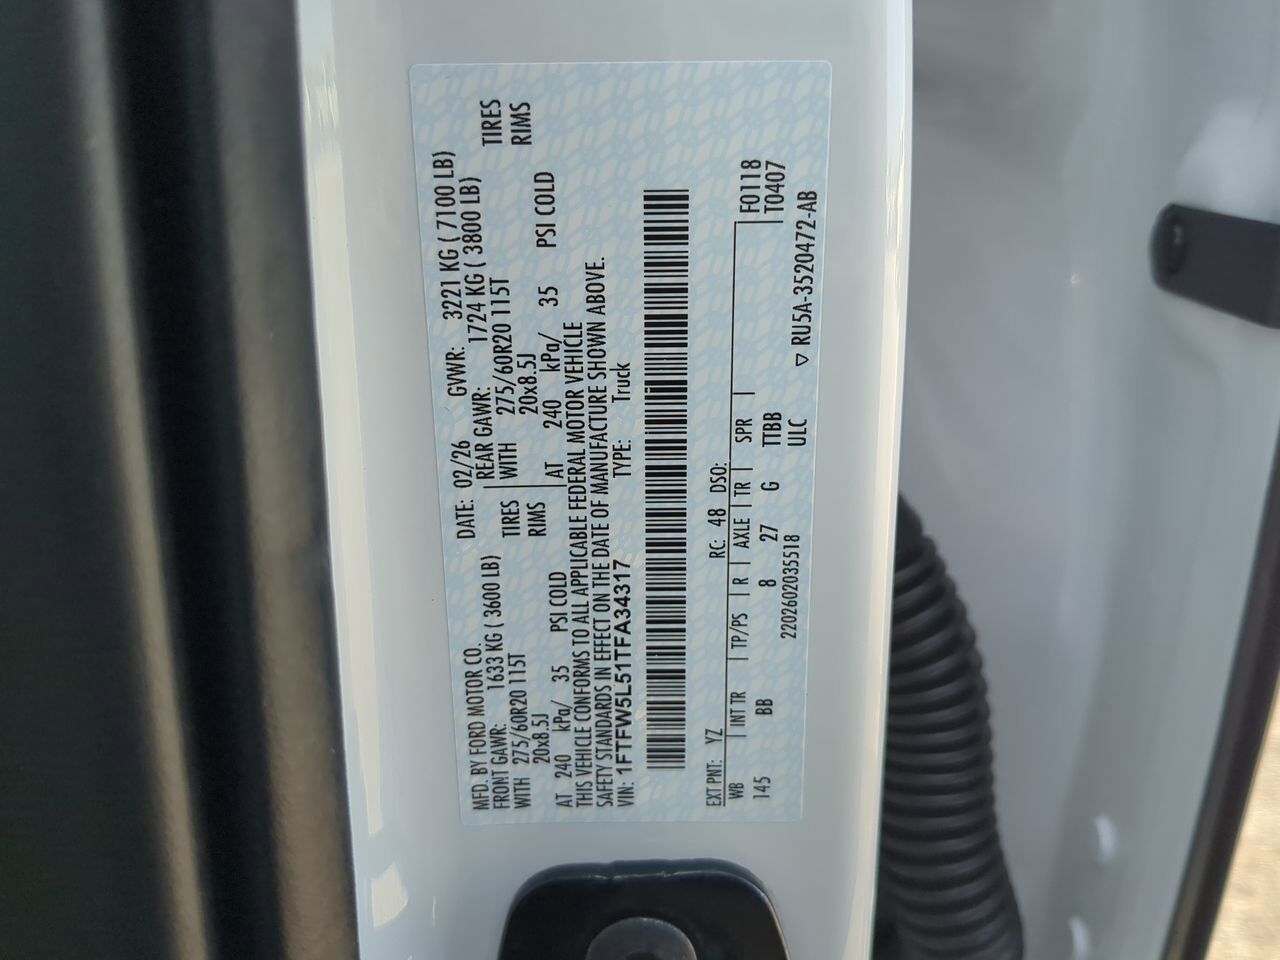 MFD. BY FORD MOTOR CO.
DATE: 02/26 GVWR: 3221 KG ( 7100 LB)
FRONT GAWR: 1633 KG ( 3600 LB)
REAR GAWR: 1724 KG ( 3800 LB)
WITH 275/60R20 115T TIRES
WITH 275/60R20 115T TIRES
20x8.5J RIMS
20x8.5J RIMS
AT 240 kPa/ 35 PSI COLD
AT 240 kPa/ 35 PSI COLD
THIS VEHICLE CONFORMS TO ALL APPLICABLE FEDERAL MOTOR VEHICLE
SAFETY STANDARDS IN EFFECT ON THE DATE OF MANUFACTURE SHOWN ABOVE.
VIN: 1FTFW5L51TFA34317 TYPE: Truck
EXT PNT: YZ RC: 48 DSO: F0118
WB INT TR TP/PS R AXLE TR SPR T0407
145 BB 8 27 G TTBB
ULC
2202602035518 ▽ RU5A-3520472-AB